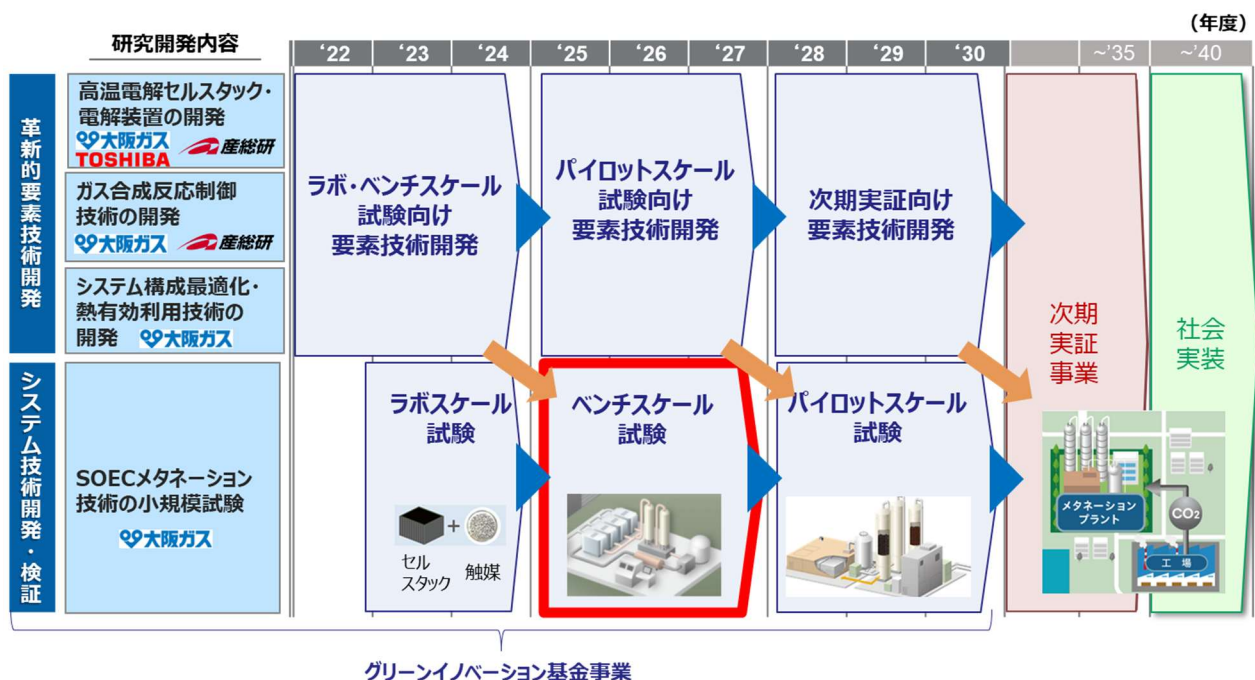 (年度)
研究開発内容
‘22
‘23
‘24
‘25
‘26
‘27
‘28
‘29
‘30
~’35
~’40
革新的要素技術開発
高温電解セルスタック・
電解装置の開発
大阪ガス
TOSHIBA
産総研
ガス合成反応制御
技術の開発
大阪ガス
産総研
システム構成最適化・
熱有効利用技術の
開発
大阪ガス
ラボ・ベンチスケール
試験向け
要素技術開発
パイロットスケール
試験向け
要素技術開発
次期実証向け
要素技術開発
次期
実証
事業
社会
実装
システム技術開発・検証
SOECメタネーション
技術の小規模試験
大阪ガス
ラボスケール
試験
+
セル
スタック
触媒
ベンチスケール
試験
パイロットスケール
試験
メタネーション
プラント
CO2
工場
グリーンイノベーション基金事業